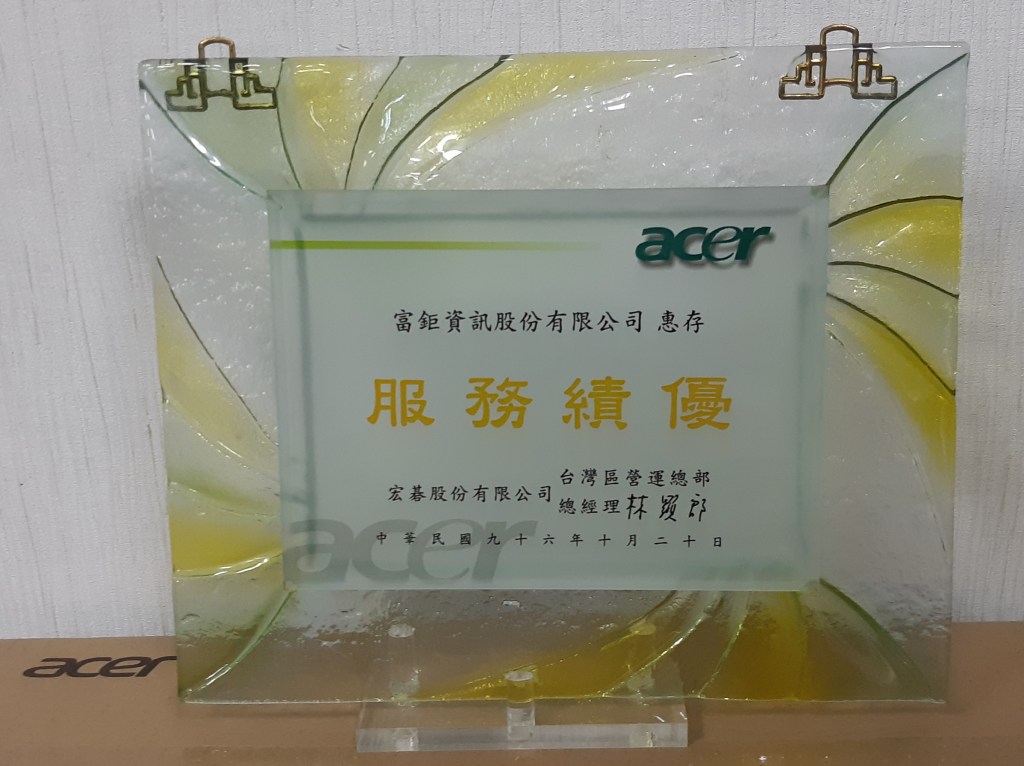 acer
富鉅資訊股份有限公司 惠存
服務績優
宏碁股份有限公司
台灣區營運總部
總經理 林顯郎
acer
中華民國九十六年十月二十日
acer